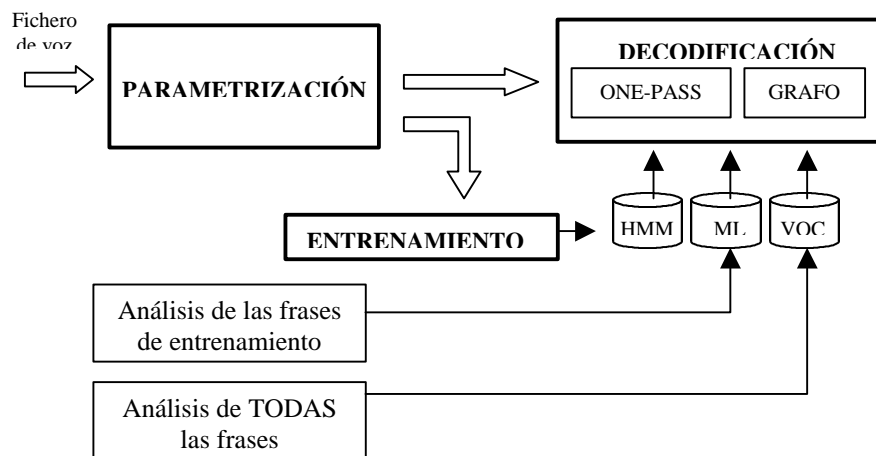 Fichero
de voz
PARAMETRIZACIÓN
DECODIFICACIÓN
ONE-PASS
GRAFO
ENTRENAMIENTO
HMM
ML
VOC
Análisis de las frases
de entrenamiento
Análisis de TODAS
las frases